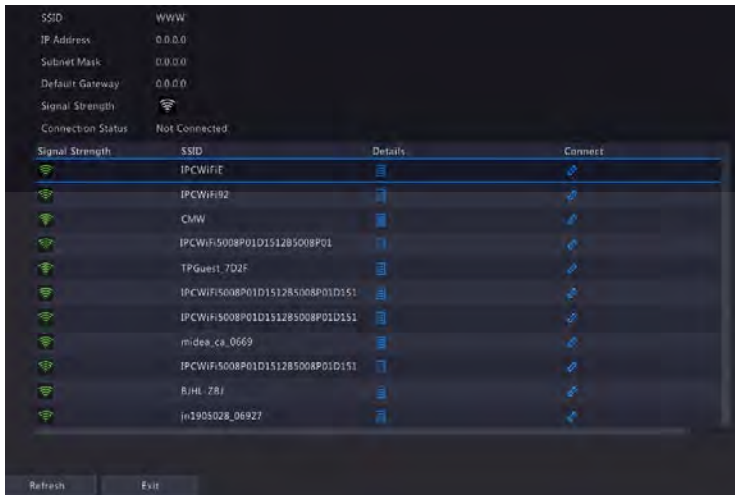 SSID WWW
IP Address 0.0.0.0
Subnet Mask 0.0.0.0
Default Gateway 0.0.0.0
Signal Strength
Connection Status Not Connected
Signal Strength SSID Details Connect
IPCWiFiE
IPCWiFi92
CMW
IPCWiFi5008P01D1512B5008P01
TPGuest_7D2F
IPCWiFi5008P01D1512B5008P01D151
IPCWiFi5008P01D1512B5008P01D151
midea_ca_0669
IPCWiFi5008P01D1512B5008P01D151
BJHL-ZBJ
jn1905028_06927
Refresh Exit